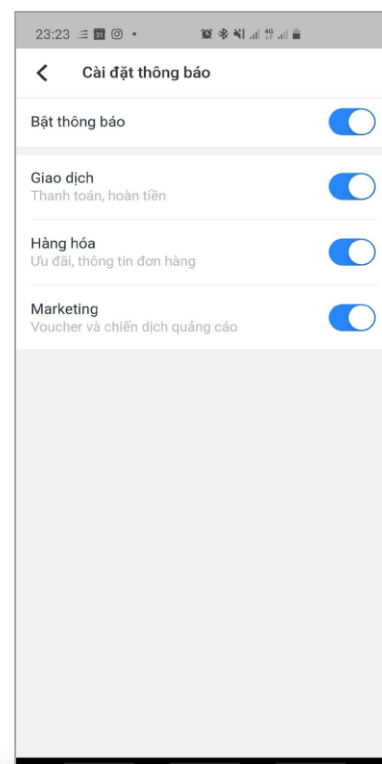 23:23
Cài đặt thông báo
Bật thông báo
Giao dịch
Thanh toán, hoàn tiền
Hàng hóa
Ưu đãi, thông tin đơn hàng
Marketing
Voucher và chiến dịch quảng cáo